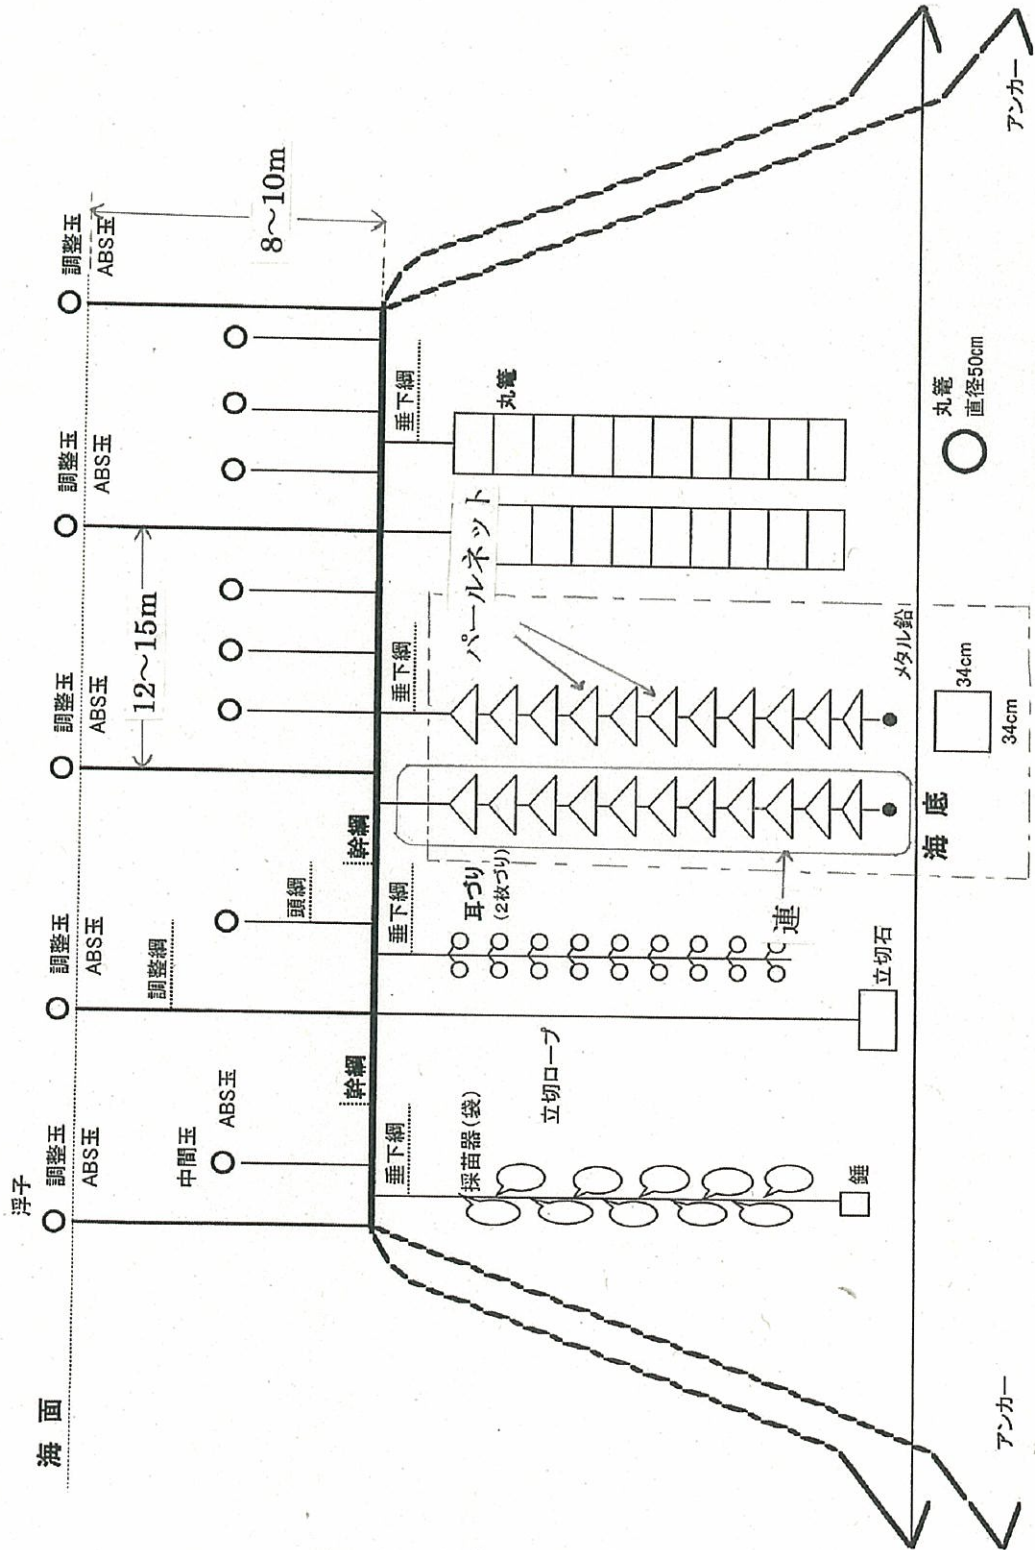 浮子
海 面
調整玉
ABS玉
調整玉
ABS玉
調整玉
ABS玉
調整玉
ABS玉
調整玉
ABS玉
中間玉
ABS玉
調整綱
頭綱
12～15m
8～10m
幹綱
幹綱
垂下綱
垂下綱
垂下綱
垂下綱
採苗器(袋)
立切ロープ
耳づり
(2枚づり)
パールネット
丸篭
連
錘
立切石
メタル鉛
海 底
34cm
34cm
丸篭
直径50cm
アンカー
アンカー